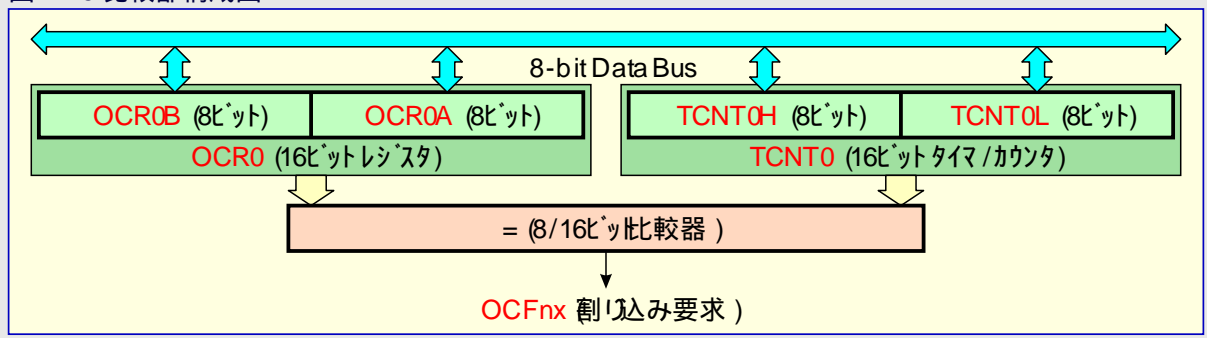 8-bit Data Bus
OCR0B (8ビット) OCR0A (8ビット) TCNT0H (8ビット) TCNT0L (8ビット)
OCR0 (16ビットレジスタ) TCNT0 (16ビットタイマ/カウンタ)
= (8/16ビット比較器)
OCFnx (割り込み要求)